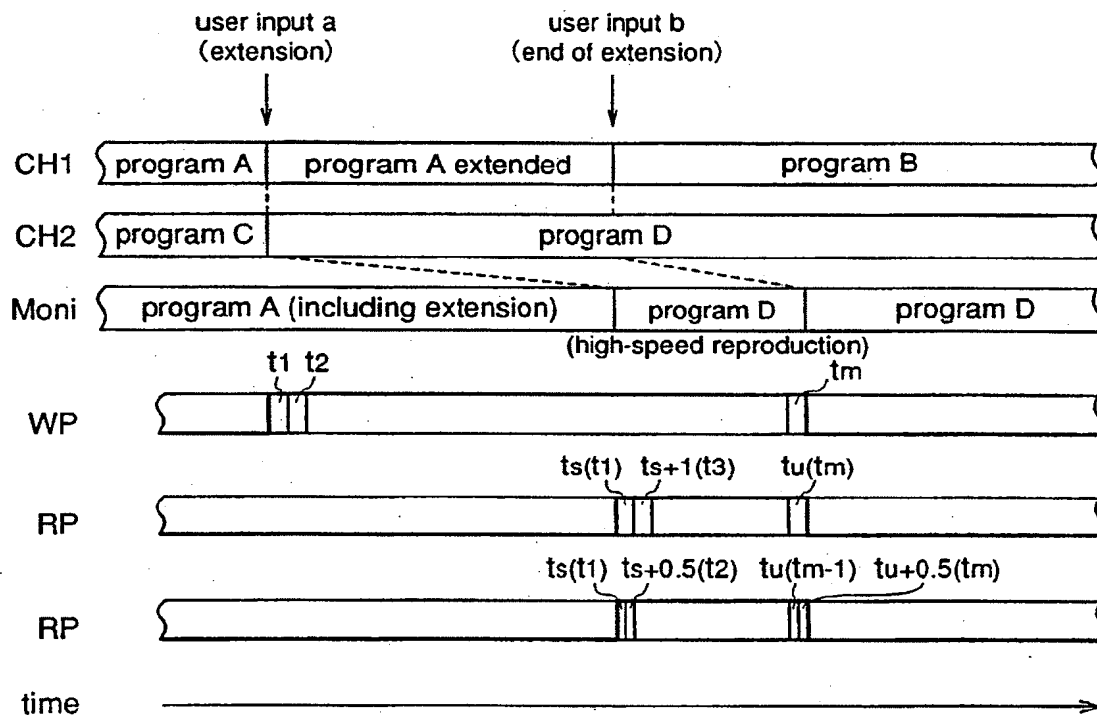 user input a user input b
(extension) (end of extension)
CH1 program A program A extended program B
CH2 program C program D
Moni program A (including extension) program D program D
(high-speed reproduction)
t1 t2 tm
WP
ts(t1) ts+1(t3) tu(tm)
RP
ts(t1) ts+0.5(t2) tu(tm-1) tu+0.5(tm)
RP
time